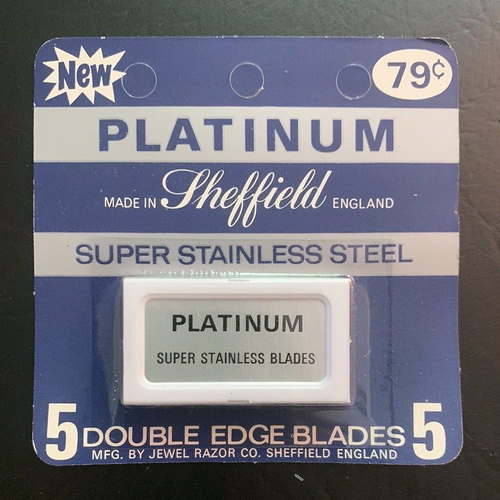 New
79¢
PLATINUM
MADE IN Sheffield ENGLAND
SUPER STAINLESS STEEL
PLATINUM
SUPER STAINLESS BLADES
5 DOUBLE EDGE BLADES 5
MFG. BY JEWEL RAZOR CO. SHEFFIELD ENGLAND